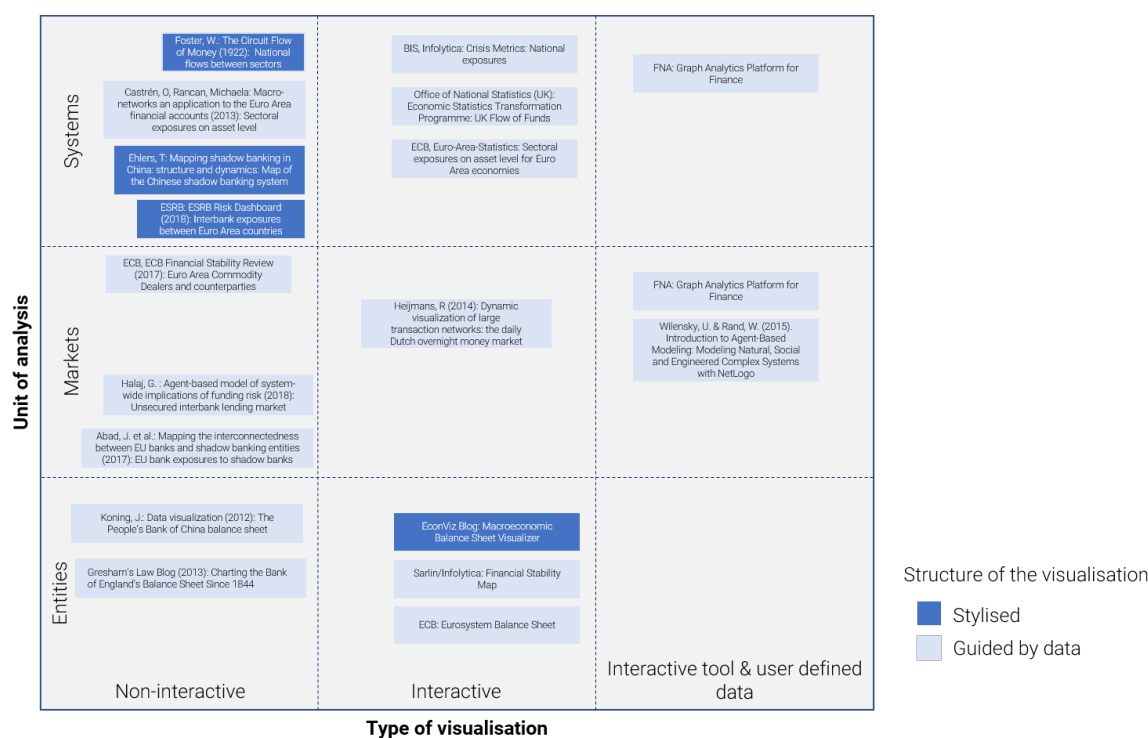 Unit of analysis
Systems
Foster, W.: The Circuit Flow
of Money (1922): National
flows between sectors
Castrén, O, Rancan, Michaela: Macro-
networks an application to the Euro Area
financial accounts (2013): Sectoral
exposures on asset level
Ehlers, T: Mapping shadow banking in
China: structure and dynamics: Map of
the Chinese shadow banking system
ESRB: ESRB Risk Dashboard
(2018): Interbank exposures
between Euro Area countries
BIS, Infolytica: Crisis Metrics: National
exposures
Office of National Statistics (UK):
Economic Statistics Transformation
Programme: UK Flow of Funds
ECB, Euro-Area-Statistics: Sectoral
exposures on asset level for Euro
Area economies
FNA: Graph Analytics Platform for
Finance
Markets
ECB, ECB Financial Stability Review
(2017): Euro Area Commodity
Dealers and counterparties
Halaj, G. : Agent-based model of system-
wide implications of funding risk (2018):
Unsecured interbank lending market
Abad, J. et al.: Mapping the interconnectedness
between EU banks and shadow banking entities
(2017): EU bank exposures to shadow banks
Heijmans, R (2014): Dynamic
visualization of large
transaction networks: the daily
Dutch overnight money market
FNA: Graph Analytics Platform for
Finance
Wilensky, U. & Rand, W. (2015).
Introduction to Agent-Based
Modeling: Modeling Natural, Social
and Engineered Complex Systems
with NetLogo
Entities
Koning, J.: Data visualization (2012): The
People's Bank of China balance sheet
Gresham's Law Blog (2013): Charting the Bank
of England's Balance Sheet Since 1844
EconViz Blog: Macroeconomic
Balance Sheet Visualizer
Sarlin/Infolytica: Financial Stability
Map
ECB: Eurosystem Balance Sheet
Non-interactive
Interactive
Interactive tool & user defined
data
Type of visualisation
Structure of the visualisation
Stylised
Guided by data